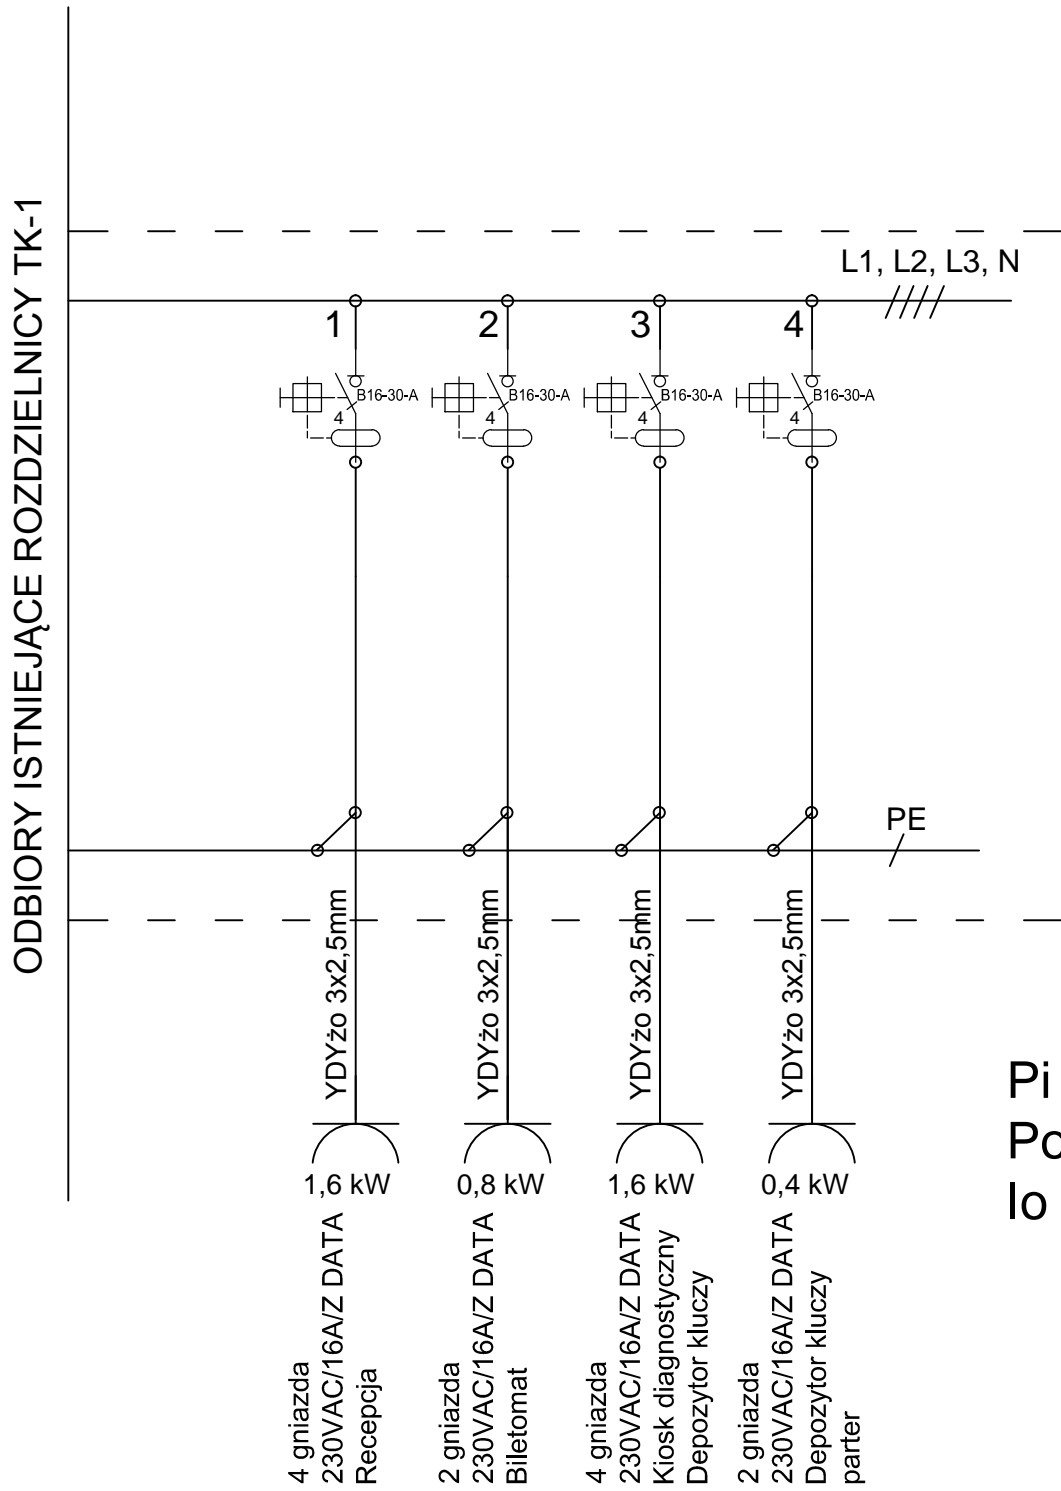 ODBIORY ISTNIEJĄCE ROZDZIELNICY TK-1
L1, L2, L3, N
1
2
3
4
B16-30-A
B16-30-A
B16-30-A
B16-30-A
4
4
4
4
PE
YDYżo 3x2,5mm
YDYżo 3x2,5mm
YDYżo 3x2,5mm
YDYżo 3x2,5mm
Pi
Po
Io
1,6 kW
0,8 kW
1,6 kW
0,4 kW
4 gniazda
230VAC/16A/Z DATA
Recepcja
2 gniazda
230VAC/16A/Z DATA
Biletomat
4 gniazda
230VAC/16A/Z DATA
Kiosk diagnostyczny
Depozytor kluczy
2 gniazda
230VAC/16A/Z DATA
Depozytor kluczy
parter